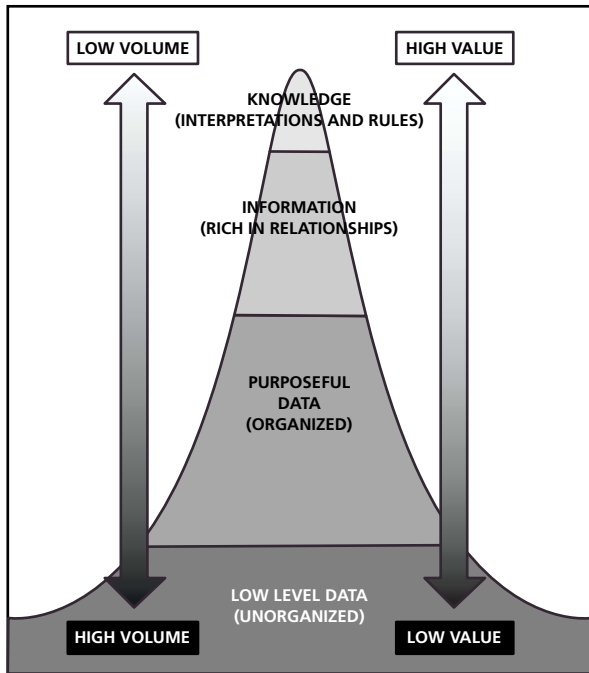 LOW VOLUME
HIGH VALUE
KNOWLEDGE
(INTERPRETATIONS AND RULES)
INFORMATION
(RICH IN RELATIONSHIPS)
PURPOSEFUL
DATA
(ORGANIZED)
LOW LEVEL DATA
(UNORGANIZED)
HIGH VOLUME
LOW VALUE